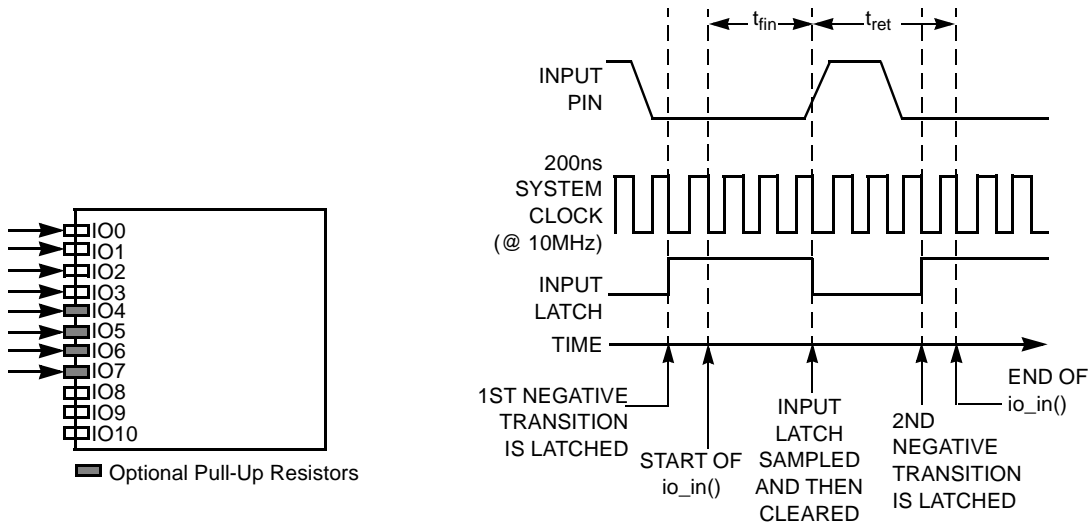 IO0
IO1
IO2
IO3
IO4
IO5
IO6
IO7
IO8
IO9
IO10
Optional Pull-Up Resistors
tfin
tret
INPUT
PIN
200ns
SYSTEM
CLOCK
(@ 10MHz)
INPUT
LATCH
TIME
1ST NEGATIVE
TRANSITION
IS LATCHED
START OF
io_in()
INPUT
LATCH
SAMPLED
AND THEN
CLEARED
2ND
NEGATIVE
TRANSITION
IS LATCHED
END OF
io_in()